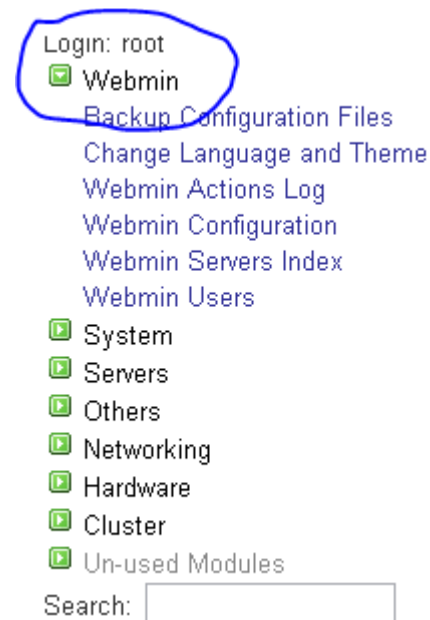 Login: root
Webmin
Backup Configuration Files
Change Language and Theme
Webmin Actions Log
Webmin Configuration
Webmin Servers Index
Webmin Users
System
Servers
Others
Networking
Hardware
Cluster
Un-used Modules
Search: